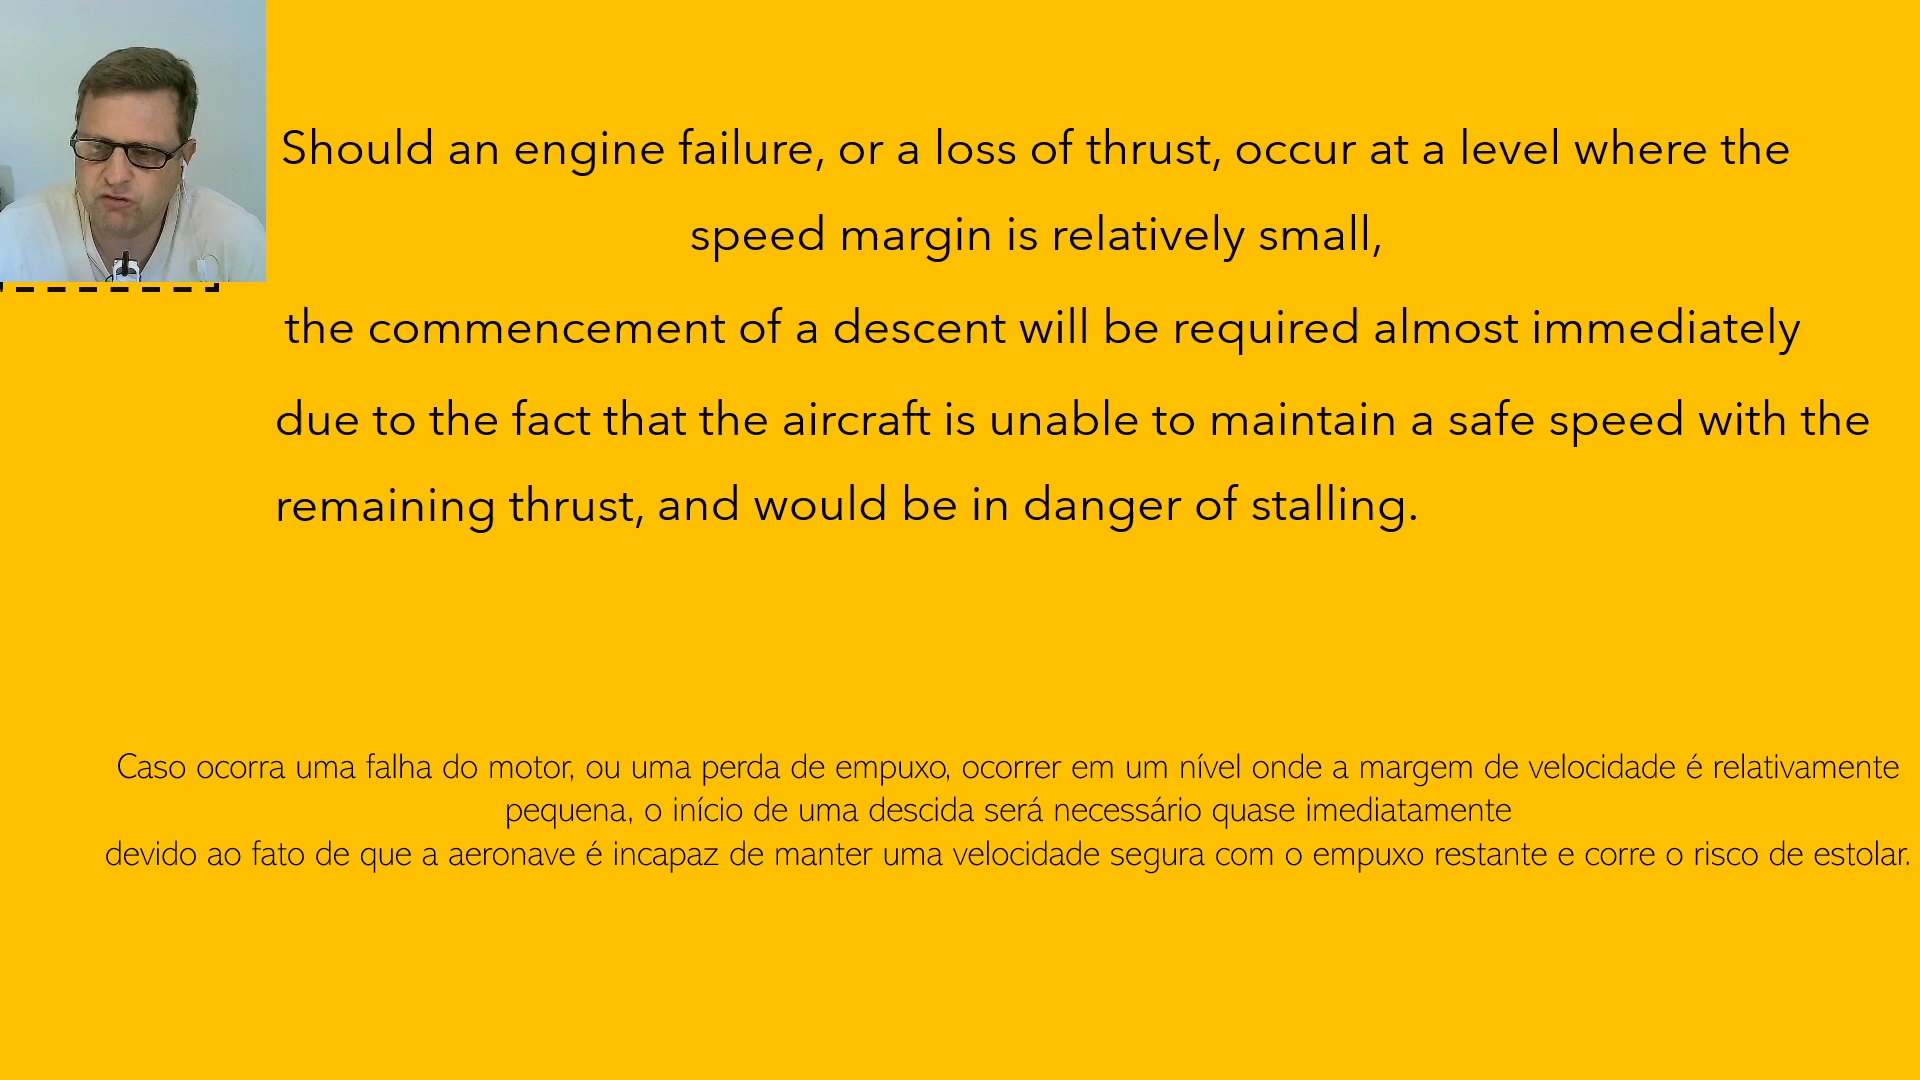 Should an engine failure, or a loss of thrust, occur at a level where the
speed margin is relatively small,
the commencement of a descent will be required almost immediately
due to the fact that the aircraft is unable to maintain a safe speed with the
remaining thrust, and would be in danger of stalling.
Caso ocorra uma falha do motor, ou uma perda de empuxo, ocorrer em um nível onde a margem de velocidade é relativamente
pequena, o início de uma descida será necessário quase imediatamente
devido ao fato de que a aeronave é incapaz de manter uma velocidade segura com o empuxo restante e corre o risco de estolar.